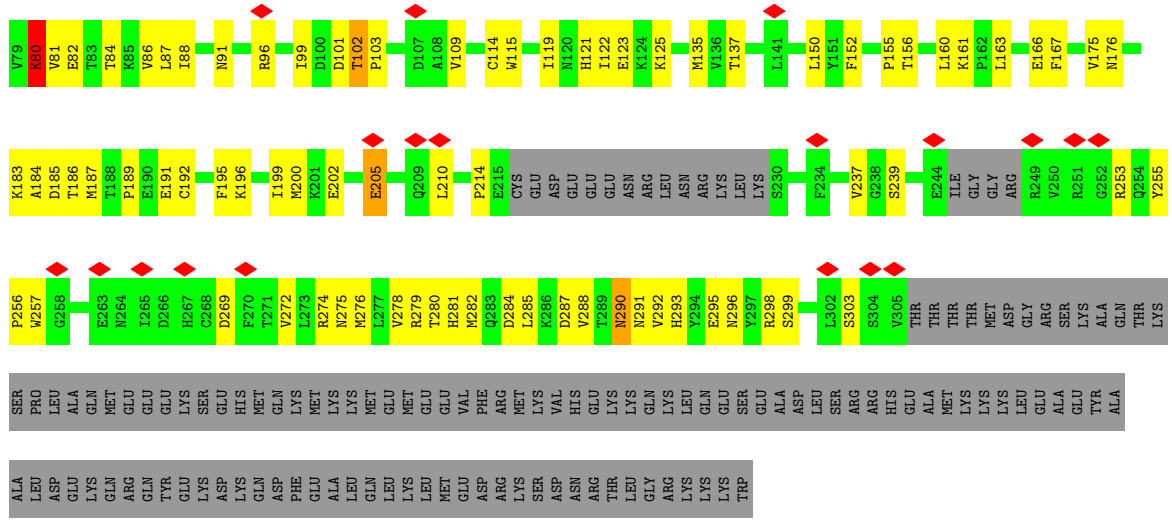 V79 K80 V81 E82 T83 T84 K85 V86 L87 I88 N91 R96 I99 D100 D101 T102 P103 D107 A108 V109 C114 W115 I119 N120 H121 I122 E123 K124 K125 M135 V136 T137 L141 L150 Y151 F152 P155 T156 L160 K161 P162 L163 E166 F167 V175 N176
K183 A184 D185 T186 M187 T188 P189 E190 E191 C192 F195 K196 I199 M200 K201 E202 E205 Q209 L210 P214 E215 CYS GLU ASP GLU GLU GLU ASN ARG LEU ASN ARG LYS LEU LYS S230 F234 V237 G238 S239 E244 ILE GLY GLY ARG R249 V250 R251 G252 R253 Q254 Y255
P256 W257 G258 E263 N264 I265 D266 H267 C268 D269 F270 T271 V272 L273 R274 N275 M276 L277 V278 R279 T280 H281 M282 Q283 D284 L285 K286 D287 V288 T289 N290 N291 V292 H293 Y294 E295 N296 Y297 R298 S299 L302 S303 S304 V305 THR THR THR THR MET ASP GLY ARG SER LYS ALA GLN THR LYS
SER PRO LEU ALA GLN MET GLU GLU GLU LYS SER GLU HIS MET GLN LYS MET LYS LYS MET GLU MET GLU GLU VAL PHE ARG MET LYS VAL HIS GLU LYS LYS GLN LYS LEU GLN GLU SER GLU ALA ASP LEU SER ARG ARG HIS GLU ALA MET LYS LYS LYS LEU GLU ALA GLU TYR ALA
ALA LEU ASP GLU LYS GLN ARG GLN TYR GLU LYS ASP LYS GLN ASP PHE GLU ALA LEU GLN LEU LYS LEU MET GLU ASP ARG LYS SER ASP ASN ARG THR LEU GLY ARG LYS LYS LYS TRP